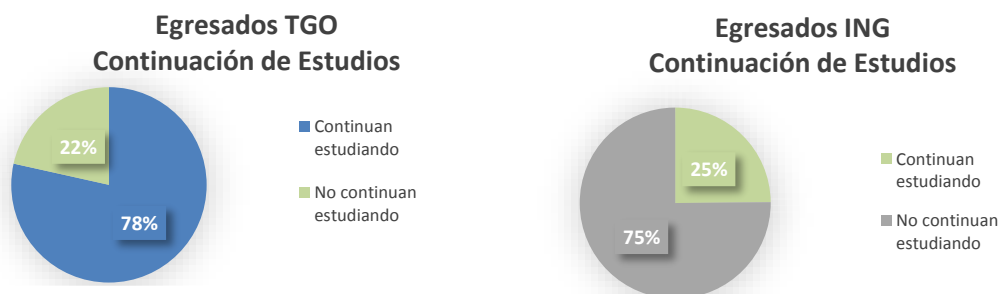 Egresados TGO
Continuación de Estudios
22%
78%
Continuan
estudiando
No continuan
estudiando
Egresados ING
Continuación de Estudios
25%
75%
Continuan
estudiando
No continuan
estudiando